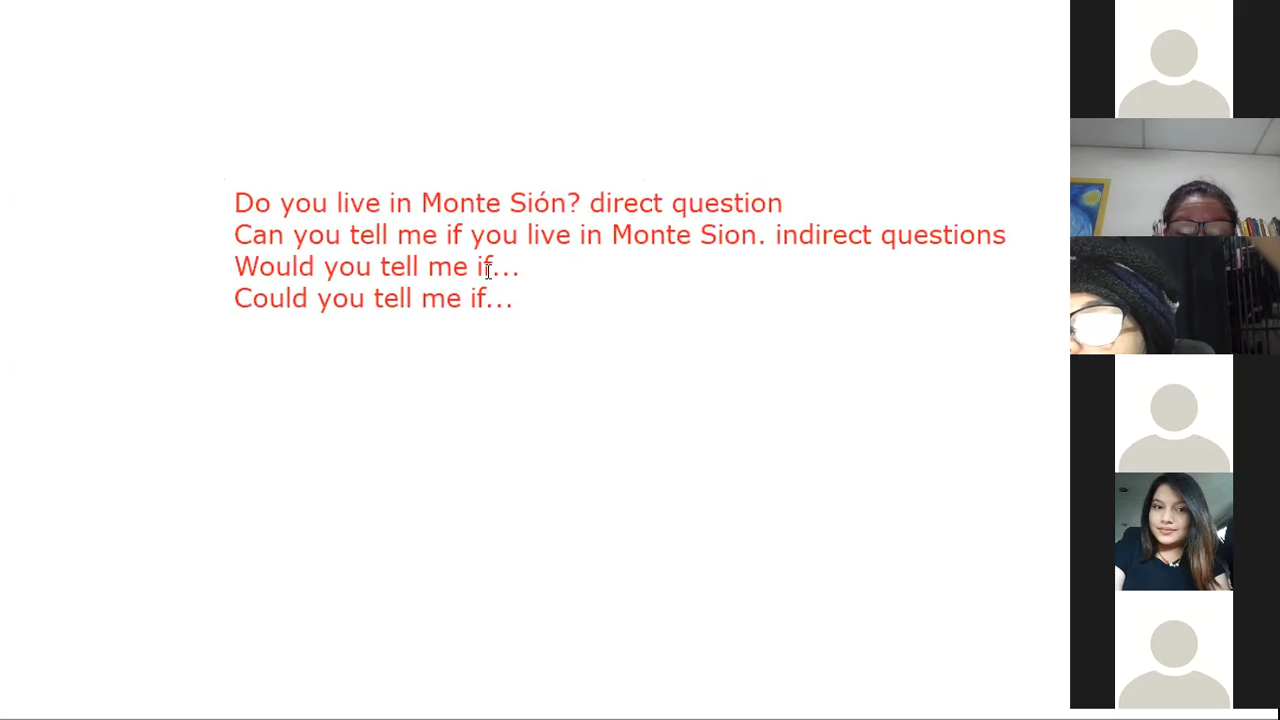 Do you live in Monte Sión? direct question
Can you tell me if you live in Monte Sion. indirect questions
Would you tell me if...
Could you tell me if...